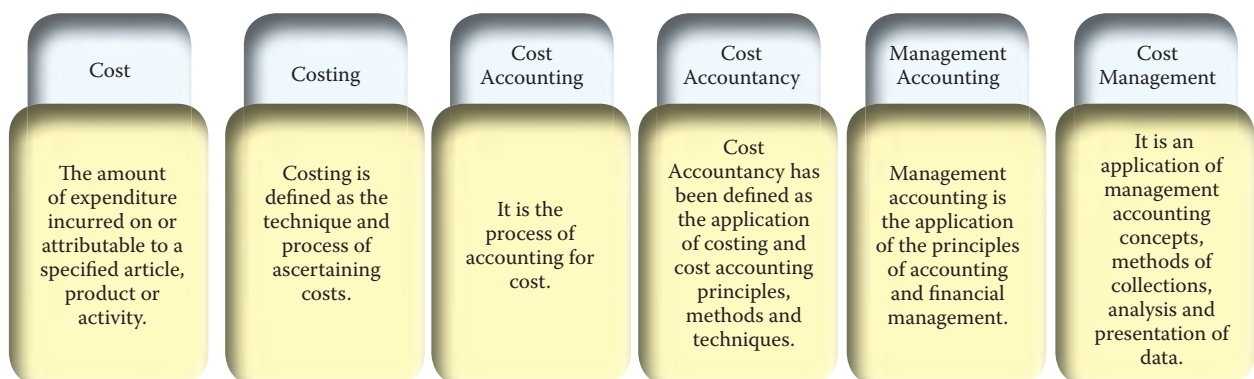 Cost
The amount
of expenditure
incurred on or
attributable to a
specified article,
product or
activity.
Costing
Costing is
defined as the
technique and
process of
ascertaining
costs.
Cost
Accounting
It is the
process of
accounting for
cost.
Cost
Accountancy
Cost
Accountancy has
been defined as
the application
of costing and
cost accounting
principles,
methods and
techniques.
Management
Accounting
Management
accounting is
the application
of the principles
of accounting
and financial
management.
Cost
Management
It is an
application of
management
accounting
concepts,
methods of
collections,
analysis and
presentation of
data.